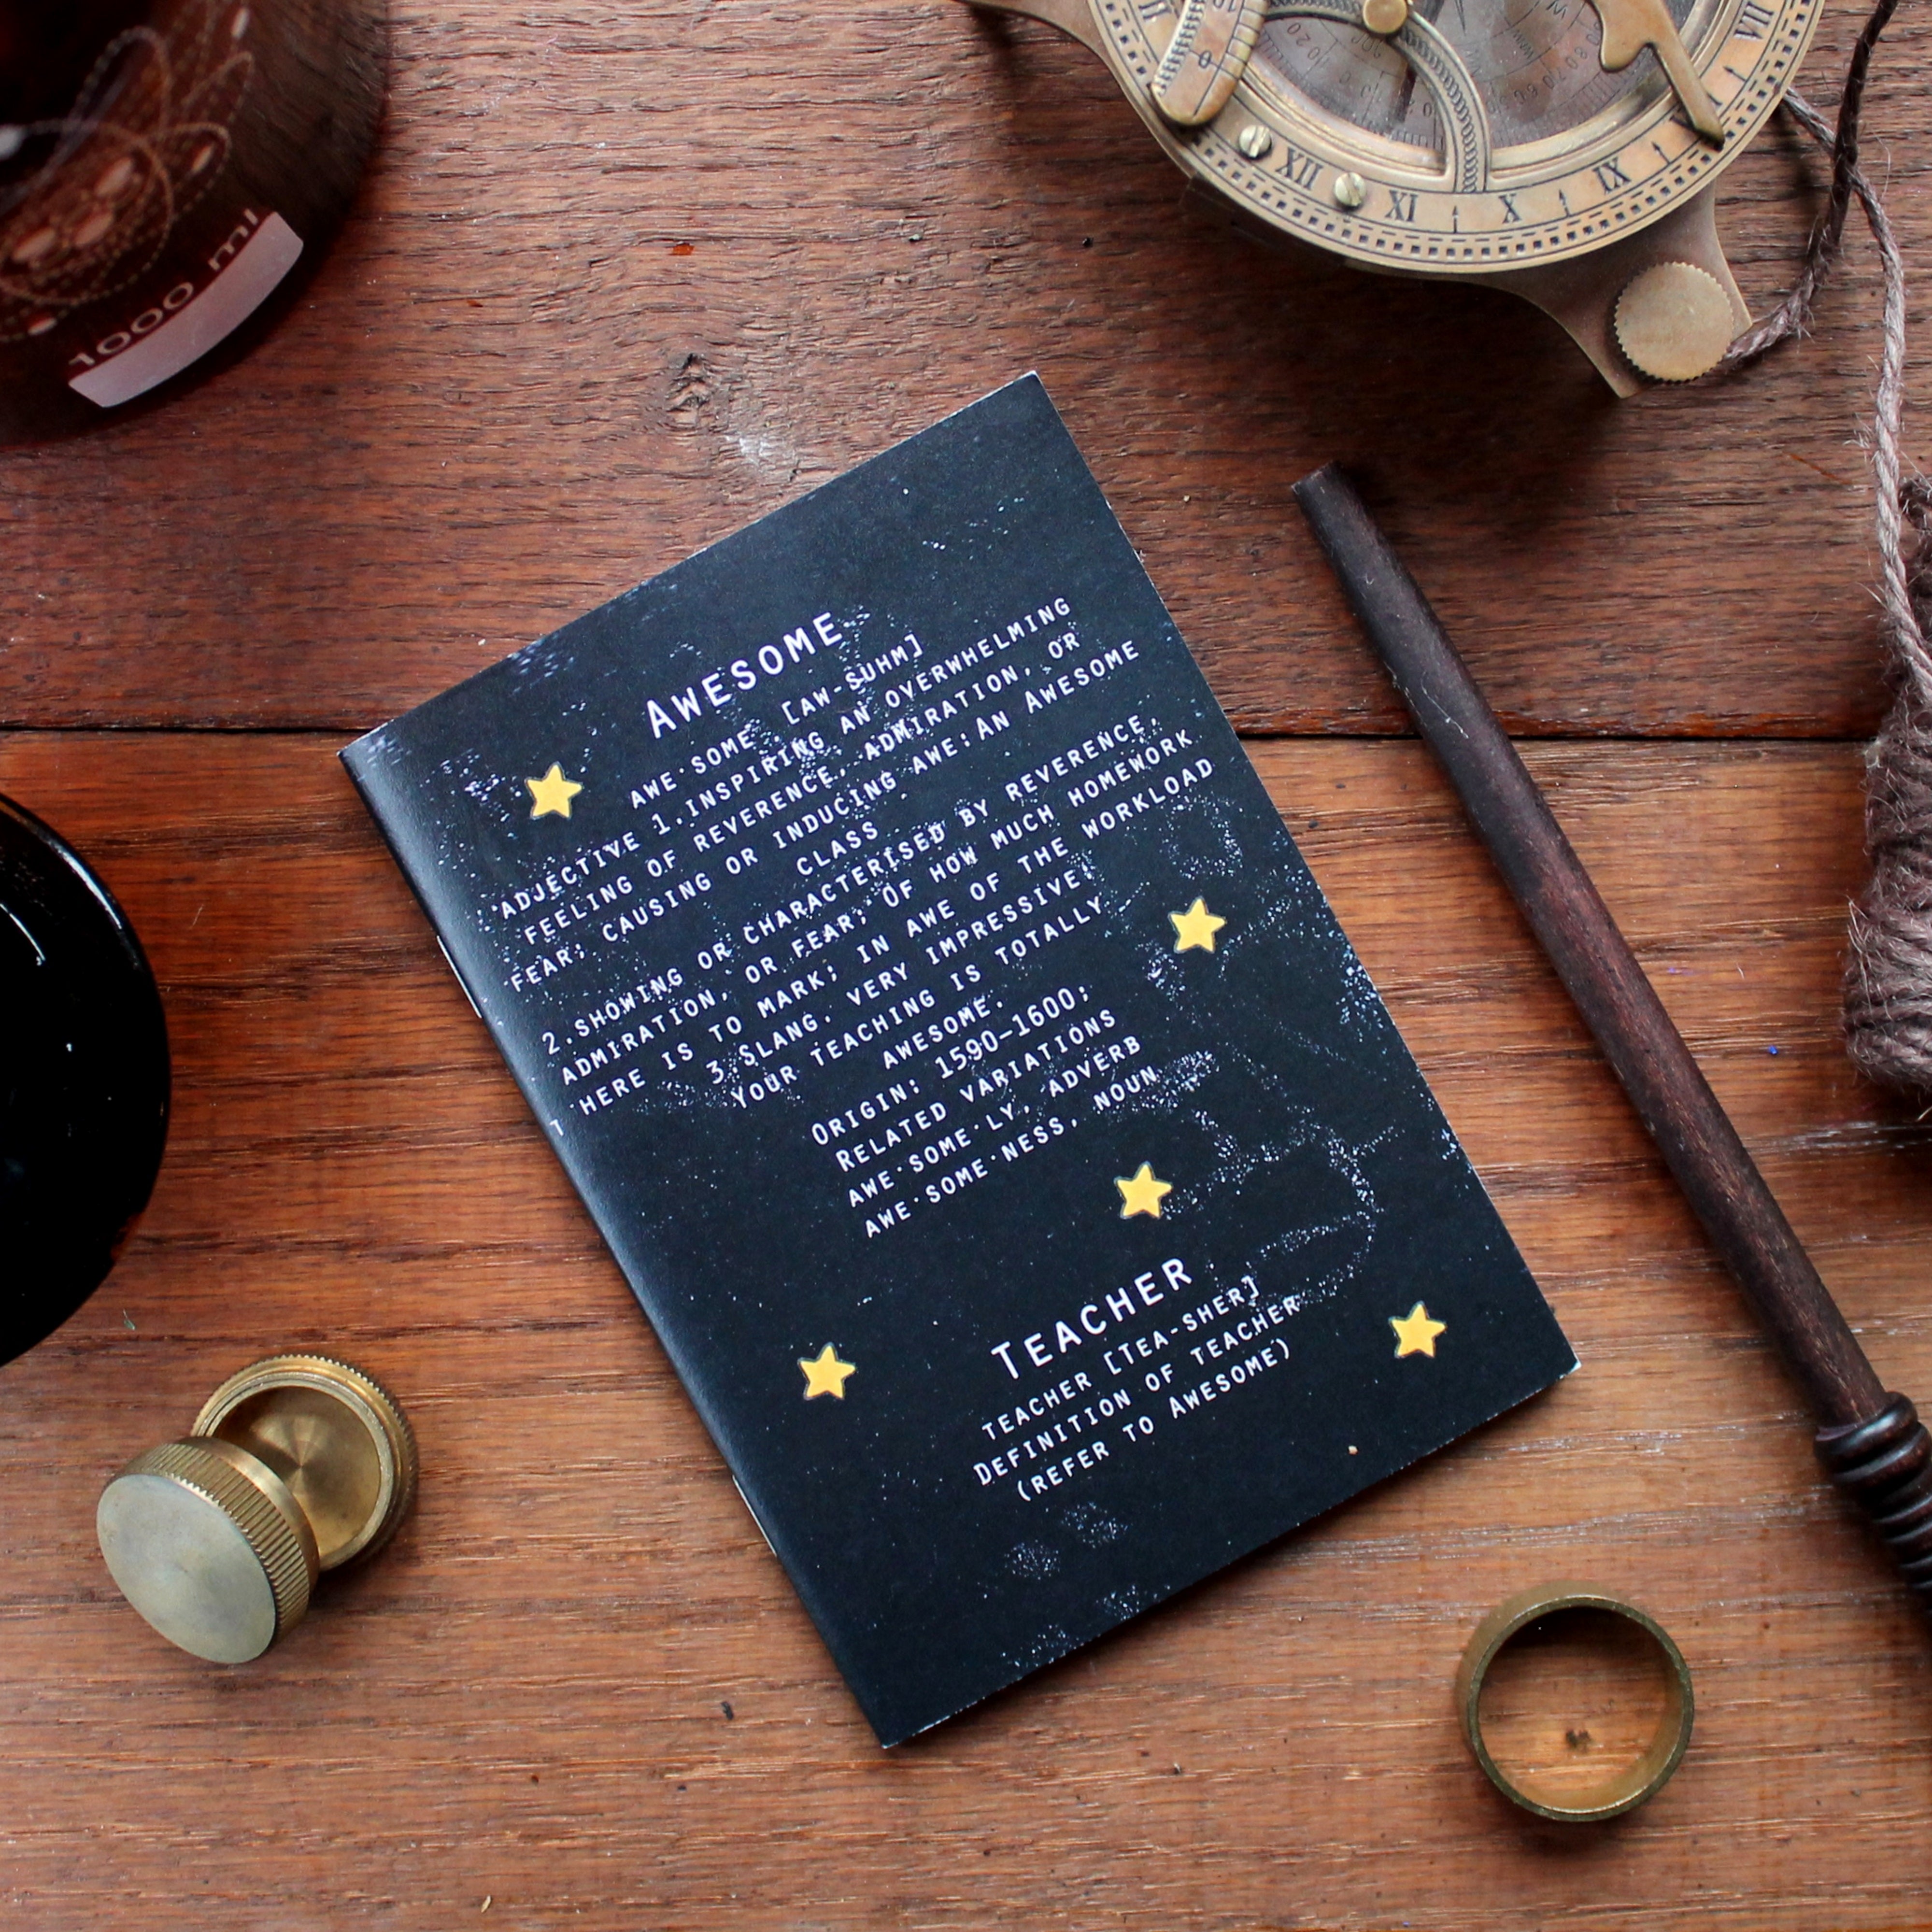 1000 ml
XII XI X IX VII
AWESOME
AWE·SOME [AW-SUHM]
ADJECTIVE 1.INSPIRING AN OVERWHELMING
FEELING OF REVERENCE, ADMIRATION, OR
FEAR; CAUSING OR INDUCING AWE:AN AWESOME
CLASS
2.SHOWING OR CHARACTERISED BY REVERENCE,
ADMIRATION, OR FEAR, OF HOW MUCH HOMEWORK
HERE IS TO MARK; IN AWE OF THE WORKLOAD
3.SLANG. VERY IMPRESSIVE:
YOUR TEACHING IS TOTALLY
AWESOME.
ORIGIN: 1590–1600;
RELATED VARIATIONS
AWE·SOME·LY, ADVERB
AWE·SOME·NESS, NOUN
TEACHER
TEACHER [TEA-SHER]
DEFINITION OF TEACHER
(REFER TO AWESOME)